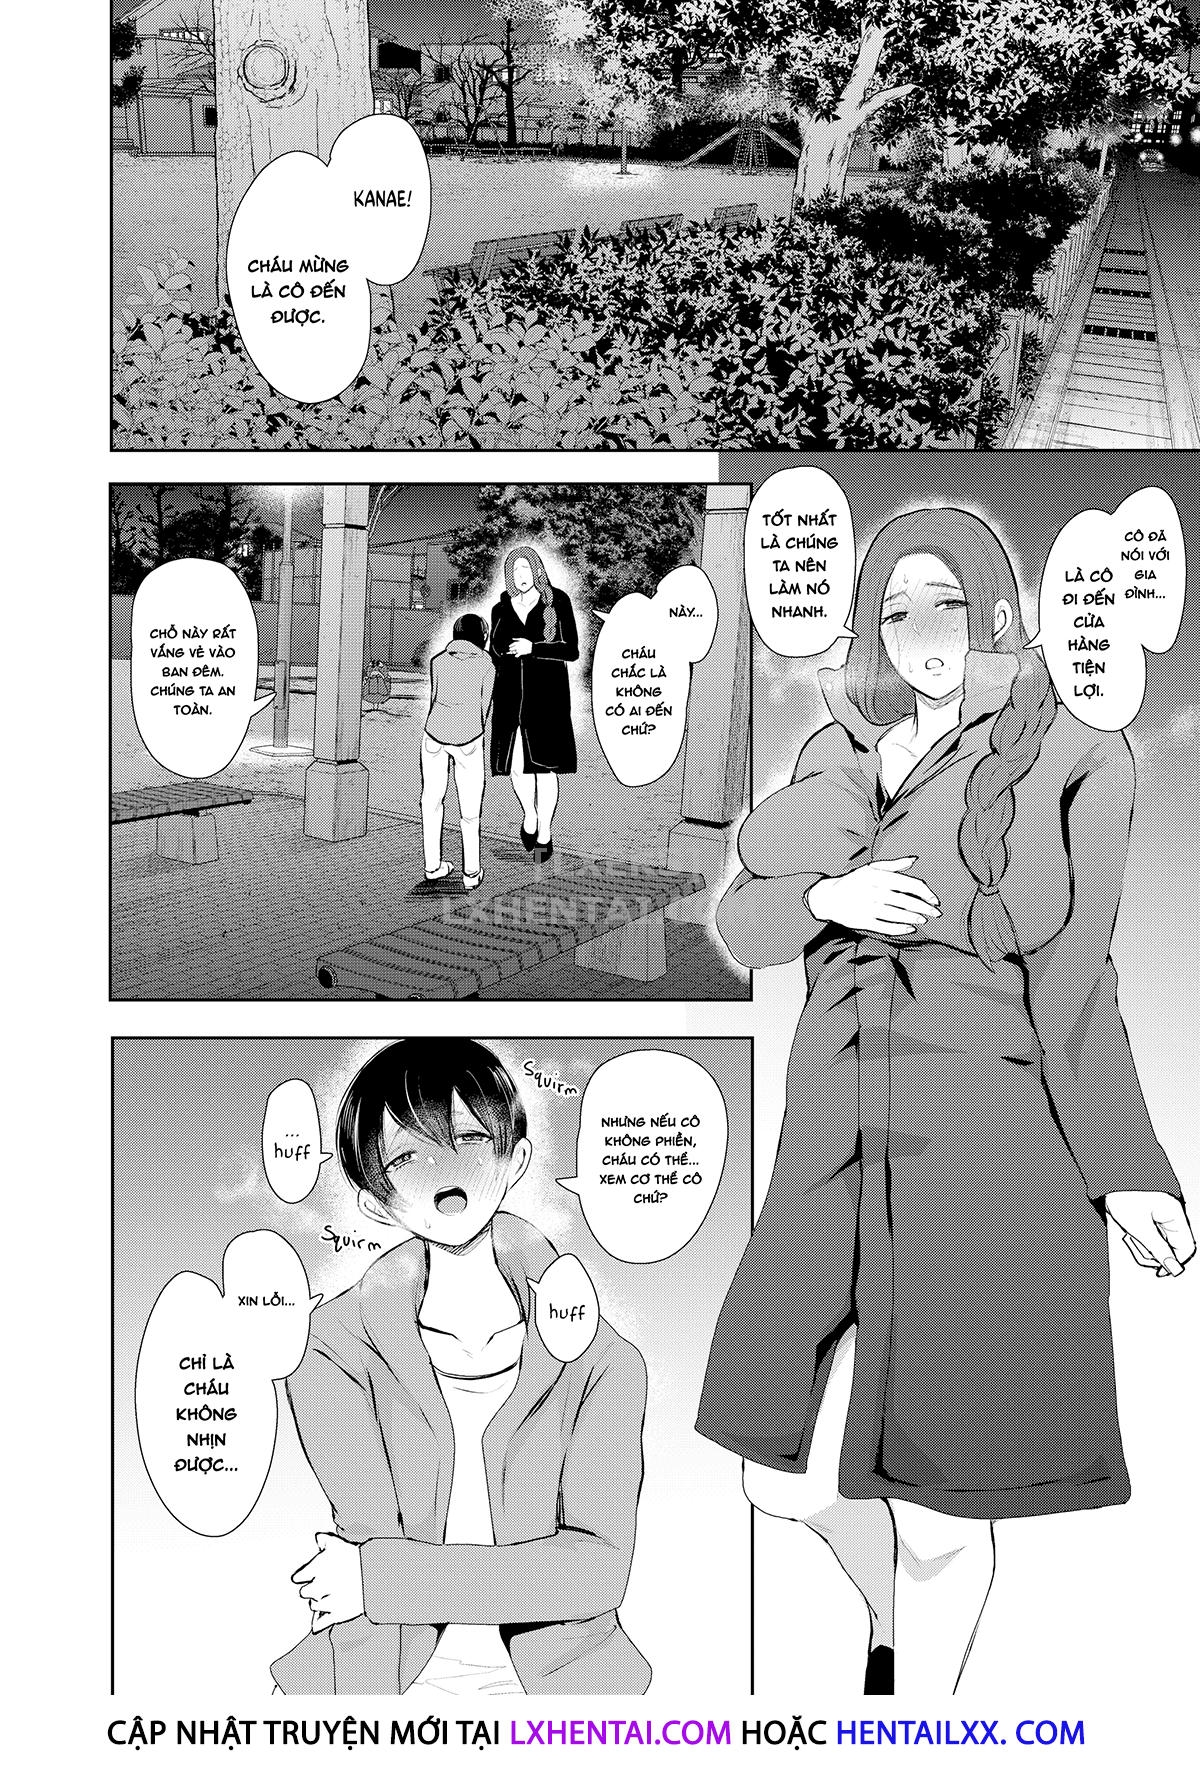 KANAE!
CHÁU MỪNG
LÀ CÔ ĐẾN
ĐƯỢC.
CÔ ĐÃ
NÓI VỚI
GIA
ĐÌNH...
LÀ CÔ
ĐI ĐẾN
CỬA
HÀNG
TIỆN
LỢI.
TỐT NHẤT
LÀ CHÚNG
TA NÊN
LÀM NÓ
NHANH.
NÀY...
CHÁU
CHẮC LÀ
KHÔNG
CÓ AI ĐẾN
CHỨ?
CHỖ NÀY RẤT
VẮNG VẺ VÀO
BAN ĐÊM.
CHÚNG TA AN
TOÀN.
LXHENTAI
NHƯNG NẾU CÔ
KHÔNG PHIỀN,
CHÁU CÓ THỂ...
XEM CƠ THỂ CÔ
CHỨ?
Squirm
...
huff
Squirm
huff
XIN LỖI...
CHỈ LÀ
CHÁU
KHÔNG
NHỊN
ĐƯỢC...
CẬP NHẬT TRUYỆN MỚI TẠI LXHENTAI.COM HOẶC HENTAILXX. COM